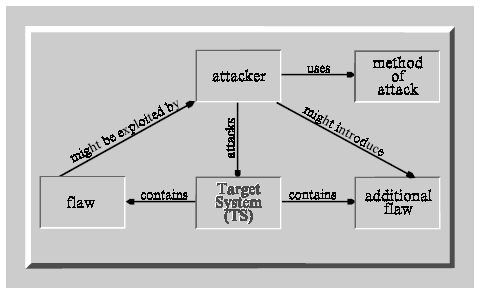 attacker
uses
method
of
attack
might be exploited by
attacks
might introduce
flaw
contains
Target
System
(TS)
contains
additional
flaw